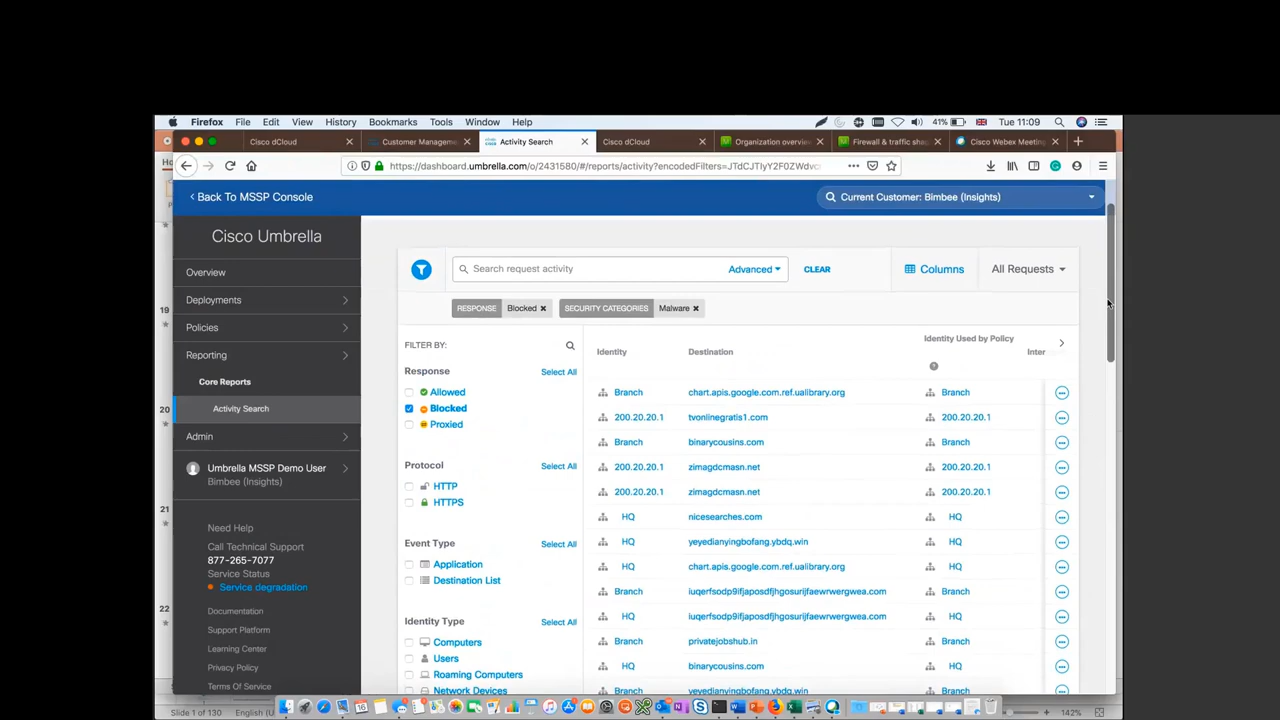 Firefox File Edit View History Bookmarks Tools Window Help 41% Tue 11:09
Cisco dCloud Customer Manageme Activity Search Cisco dCloud Organization overvie Firewall & traffic shap Cisco Webex Meeting
https://dashboard.umbrella.com/o/2431580/#/reports/activity?encodedFilters=JTdCJTIyY2F0ZWdvc
Back To MSSP Console
Current Customer: Bimbee (Insights)
Cisco Umbrella
Overview
Deployments
Policies
Reporting
Core Reports
Activity Search
Admin
Umbrella MSSP Demo User
Bimbee (Insights)
Need Help
Call Technical Support
877-265-7077
Service Status
Service degradation
Documentation
Support Platform
Learning Center
Privacy Policy
Terms Of Service
19
20
21
22
Search request activity Advanced CLEAR Columns All Requests
RESPONSE Blocked SECURITY CATEGORIES Malware
FILTER BY:
Response Select All
Allowed
Blocked
Proxied
Protocol Select All
HTTP
HTTPS
Event Type Select All
Application
Destination List
Identity Type Select All
Computers
Users
Roaming Computers
Network Devices
Identity Destination Identity Used by Policy Inter
Branch chart.apis.google.com.ref.ualibrary.org Branch
200.20.20.1 tvonlinegratis1.com 200.20.20.1
Branch binarycousins.com Branch
200.20.20.1 zimagdcmasn.net 200.20.20.1
200.20.20.1 zimagdcmasn.net 200.20.20.1
HQ nicesearches.com HQ
HQ yeyedianyingbofang.ybdq.win HQ
HQ chart.apis.google.com.ref.ualibrary.org HQ
Branch iuqerfsodp9ifjaposdfjhgosurijfaewrwergwea.com Branch
HQ iuqerfsodp9ifjaposdfjhgosurijfaewrwergwea.com HQ
Branch privatejobshub.in Branch
HQ binarycousins.com HQ
Branch yeyedianyingbofang.ybdq.win Branch
Slide 1 of 130 English (U 142%